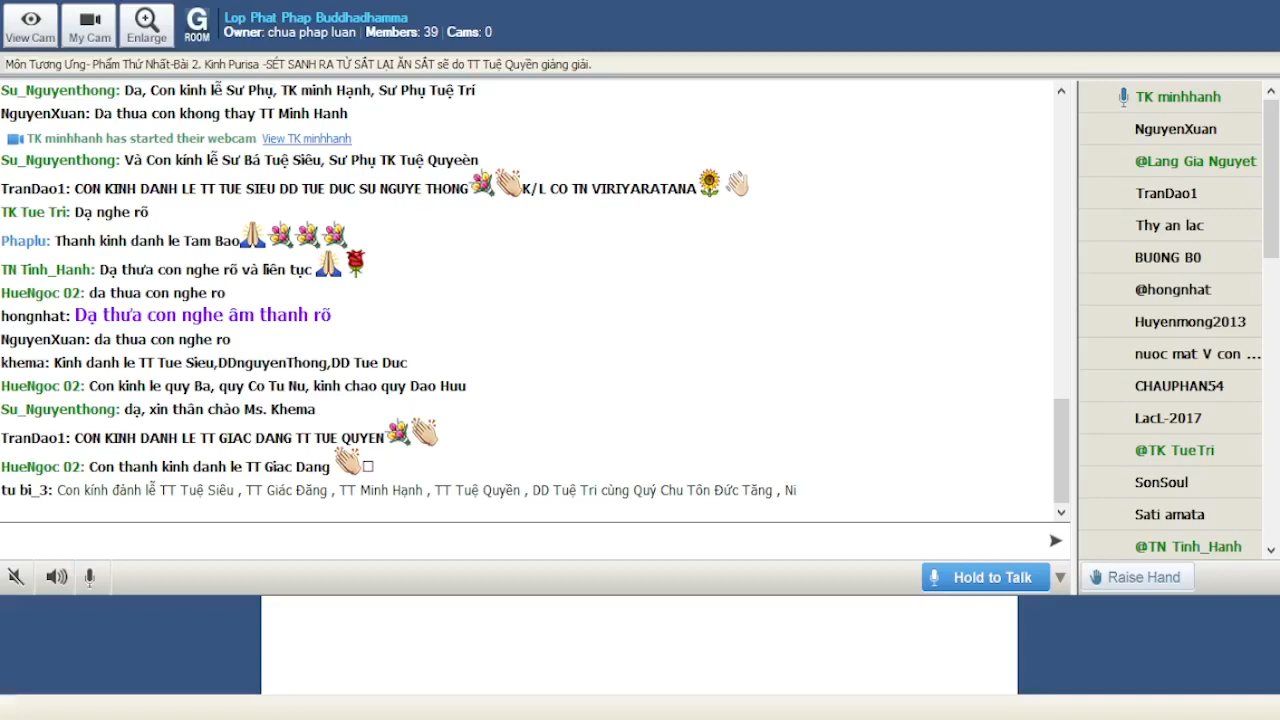 View Cam
My Cam
Enlarge
G
ROOM
Lop Phat Phap Buddhadhamma
Owner: chua phap luan Members: 39 Cams: 0
Môn Tương Ưng- Phẩm Thứ Nhất-Bài 2. Kinh Purisa -SÉT SANH RA TỪ SẮT LẠI ĂN SẮT sẽ do TT Tuệ Quyền giảng giải.
Su_Nguyenthong: Da, Con kinh lễ Sư Phụ, TK minh Hạnh, Sư Phụ Tuệ Trí
NguyenXuan: Da thua con khong thay TT Minh Hanh
TK minhhanh has started their webcam View TK minhhanh
Su_Nguyenthong: Và Con kính lễ Sư Bá Tuệ Siêu, Sư Phụ TK Tuệ Quyeèn
TranDao1: CON KINH DANH LE TT TUE SIEU DD TUE DUC SU NGUYE THONG K/L CO TN VIRIYARATANA
TK Tue Tri: Dạ nghe rõ
Phaplu: Thanh kinh danh le Tam Bao
TN Tinh_Hanh: Dạ thưa con nghe rõ và liên tục
HueNgoc 02: da thua con nghe ro
hongnhat: Dạ thưa con nghe âm thanh rõ
NguyenXuan: da thua con nghe ro
khema: Kinh danh le TT Tue Sieu,DDnguyenThong,DD Tue Duc
HueNgoc 02: Con kinh le quy Ba, quy Co Tu Nu, kinh chao quy Dao Huu
Su_Nguyenthong: dạ, xin thân chào Ms. Khema
TranDao1: CON KINH DANH LE TT GIAC DANG TT TUE QUYEN
HueNgoc 02: Con thanh kinh danh le TT Giac Dang
tu bi_3: Con kính đảnh lễ TT Tuệ Siêu , TT Giác Đăng , TT Minh Hạnh , TT Tuệ Quyền , DD Tuệ Tri cùng Quý Chu Tôn Đức Tăng , Ni
TK minhhanh
NguyenXuan
@Lang Gia Nguyet
TranDao1
Thy an lac
BU0NG B0
@hongnhat
Huyenmong2013
nuoc mat V con ...
CHAUPHAN54
LacL-2017
@TK TueTri
SonSoul
Sati amata
@TN Tinh_Hanh
Hold to Talk
Raise Hand